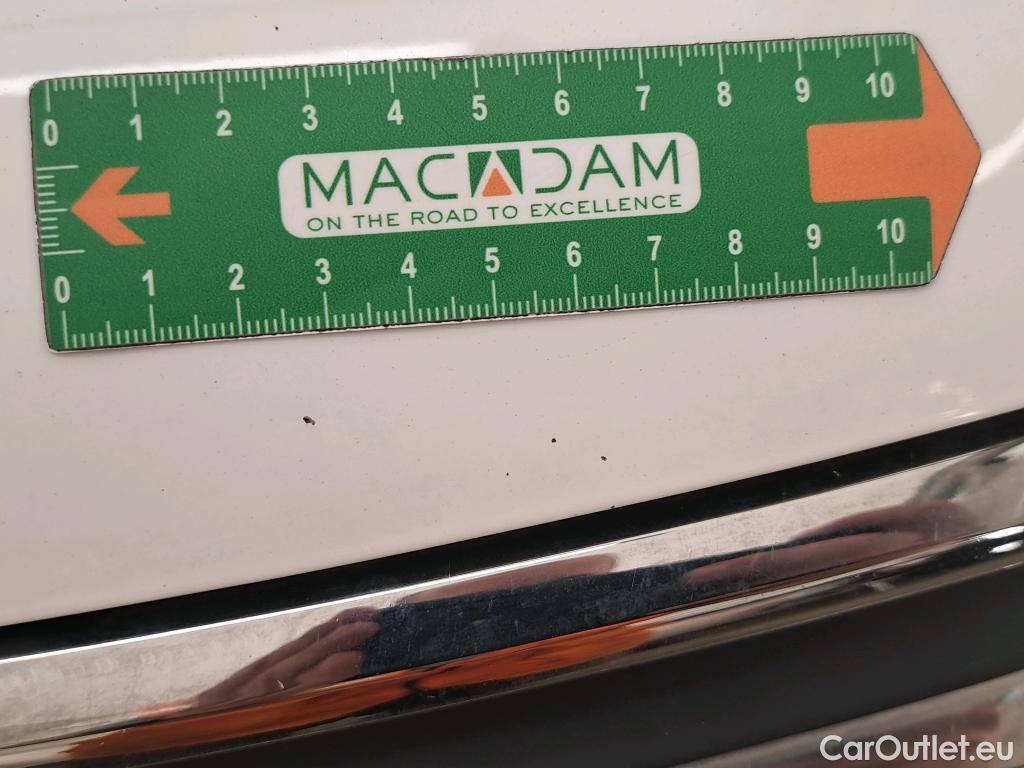 0 1 2 3 4 5 6 7 8 9 10
MACADAM
ON THE ROAD TO EXCELLENCE
0 1 2 3 4 5 6 7 8 9 10
CarOutlet.eu